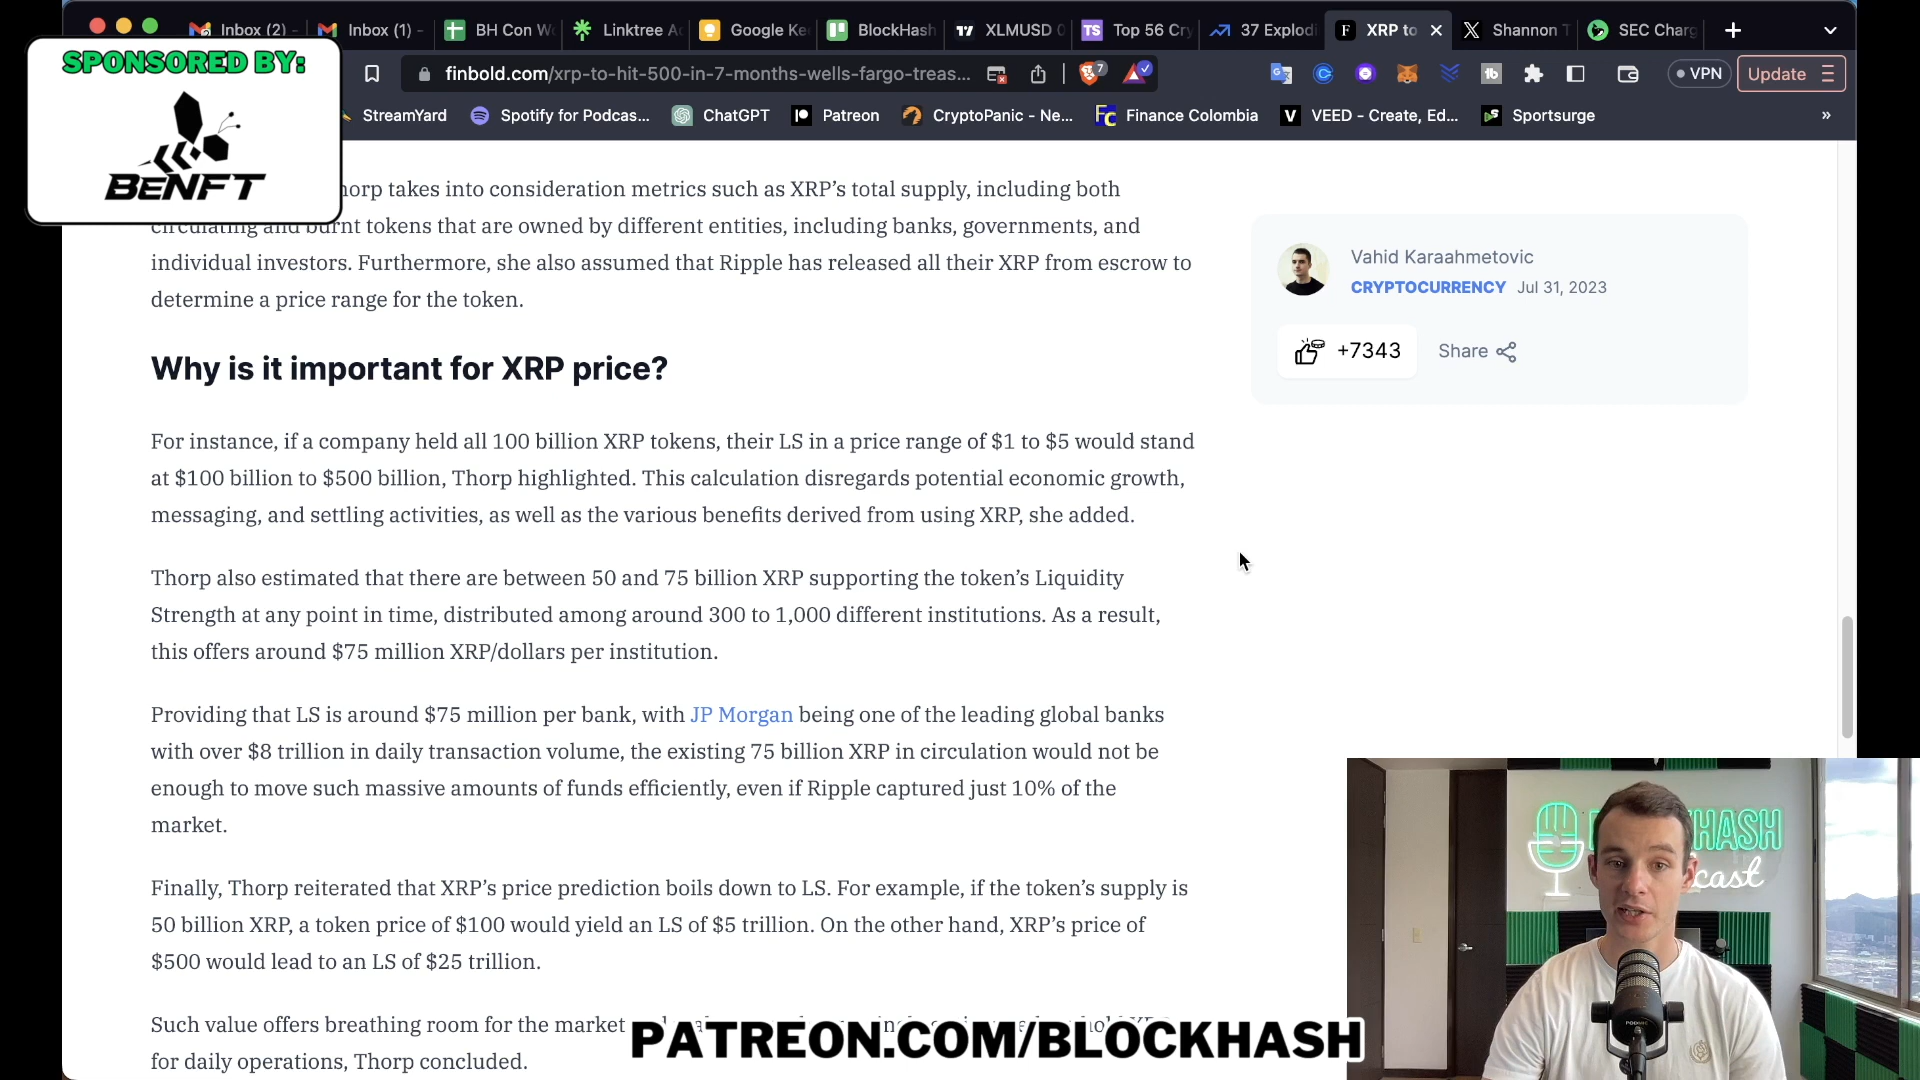 Inbox (2) -
Inbox (1) -
BH Con Wo
Linktree Ad
Google Kee
BlockHash
XLMUSD 0
Top 56 Cry
37 Explodi
XRP to
Shannon T
SEC Charg
SPONSORED BY:
BENFT
finbold.com/xrp-to-hit-500-in-7-months-wells-fargo-treas...
7
VPN
Update
StreamYard
Spotify for Podcas...
ChatGPT
Patreon
CryptoPanic - Ne...
Finance Colombia
VEED - Create, Ed...
Sportsurge
»
horp takes into consideration metrics such as XRP’s total supply, including both
circulating and burnt tokens that are owned by different entities, including banks, governments, and
individual investors. Furthermore, she also assumed that Ripple has released all their XRP from escrow to
determine a price range for the token.
Vahid Karaahmetovic
CRYPTOCURRENCY Jul 31, 2023
+7343
Share
Why is it important for XRP price?
For instance, if a company held all 100 billion XRP tokens, their LS in a price range of $1 to $5 would stand
at $100 billion to $500 billion, Thorp highlighted. This calculation disregards potential economic growth,
messaging, and settling activities, as well as the various benefits derived from using XRP, she added.
Thorp also estimated that there are between 50 and 75 billion XRP supporting the token’s Liquidity
Strength at any point in time, distributed among around 300 to 1,000 different institutions. As a result,
this offers around $75 million XRP/dollars per institution.
Providing that LS is around $75 million per bank, with JP Morgan being one of the leading global banks
with over $8 trillion in daily transaction volume, the existing 75 billion XRP in circulation would not be
enough to move such massive amounts of funds efficiently, even if Ripple captured just 10% of the
market.
Finally, Thorp reiterated that XRP’s price prediction boils down to LS. For example, if the token’s supply is
50 billion XRP, a token price of $100 would yield an LS of $5 trillion. On the other hand, XRP’s price of
$500 would lead to an LS of $25 trillion.
Such value offers breathing room for the market
for daily operations, Thorp concluded.
PATREON.COM/BLOCKHASH
HASH
cast